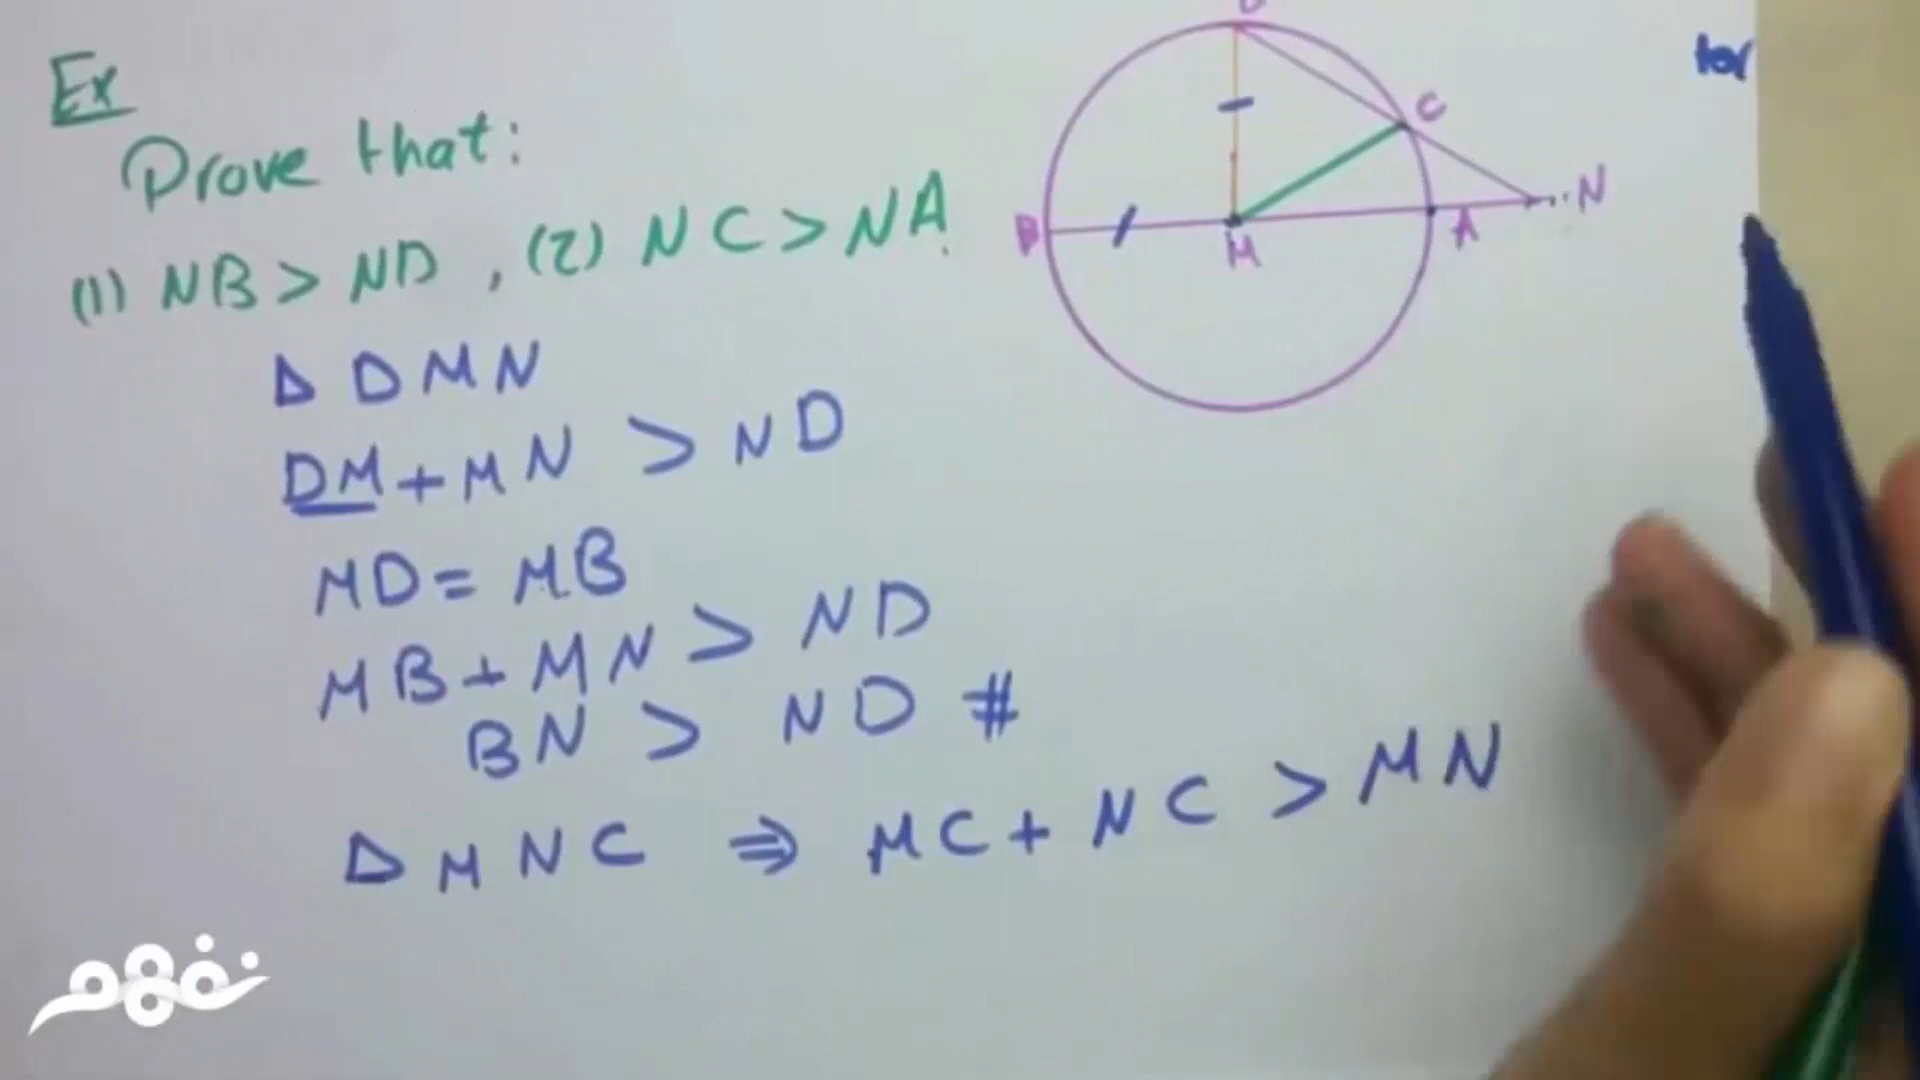 Ex
Prove that:
(1) NB > ND , (2) NC > NA.
Δ DMN
DM + MN > ND
MD = MB
MB + MN > ND
BN > ND #
Δ MNC ⇒ MC + NC > MN
C
N
B
M
A
نفهم